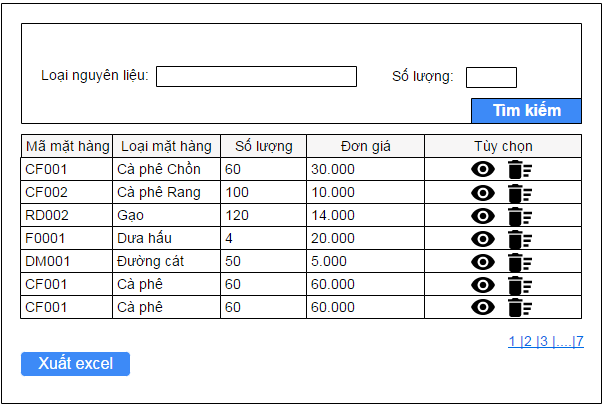 Loại nguyên liệu: Số lượng:
Tìm kiếm
Mã mặt hàng Loại mặt hàng Số lượng Đơn giá Tùy chọn
CF001 Cà phê Chồn 60 30.000
CF002 Cà phê Rang 100 10.000
RD002 Gạo 120 14.000
F0001 Dưa hấu 4 20.000
DM001 Đường cát 50 5.000
CF001 Cà phê 60 60.000
CF001 Cà phê 60 60.000
1 |2 |3 |....|7
Xuất excel